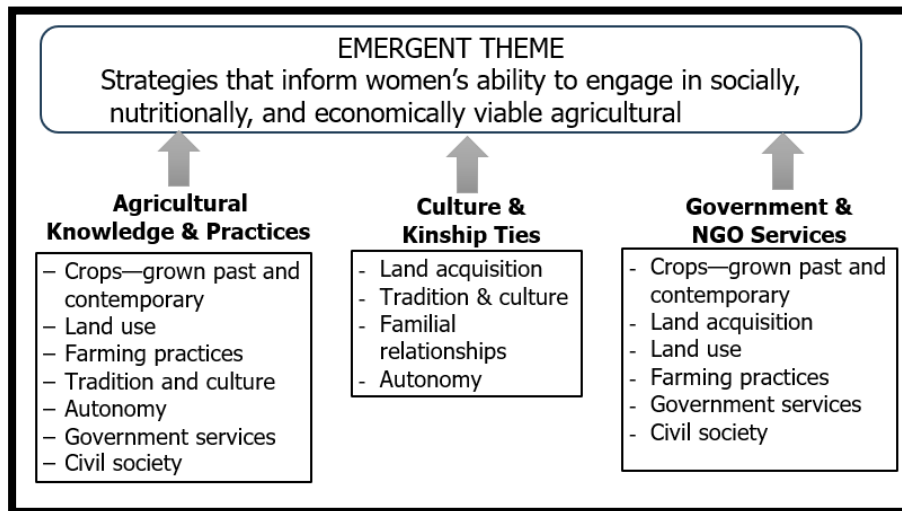 EMERGENT THEME
Strategies that inform women's ability to engage in socially,
nutritionally, and economically viable agricultural
Agricultural
Knowledge & Practices
– Crops—grown past and
contemporary
– Land use
– Farming practices
– Tradition and culture
– Autonomy
– Government services
– Civil society
Culture &
Kinship Ties
- Land acquisition
- Tradition & culture
- Familial
relationships
- Autonomy
Government &
NGO Services
- Crops—grown past and
contemporary
- Land acquisition
- Land use
- Farming practices
- Government services
- Civil society